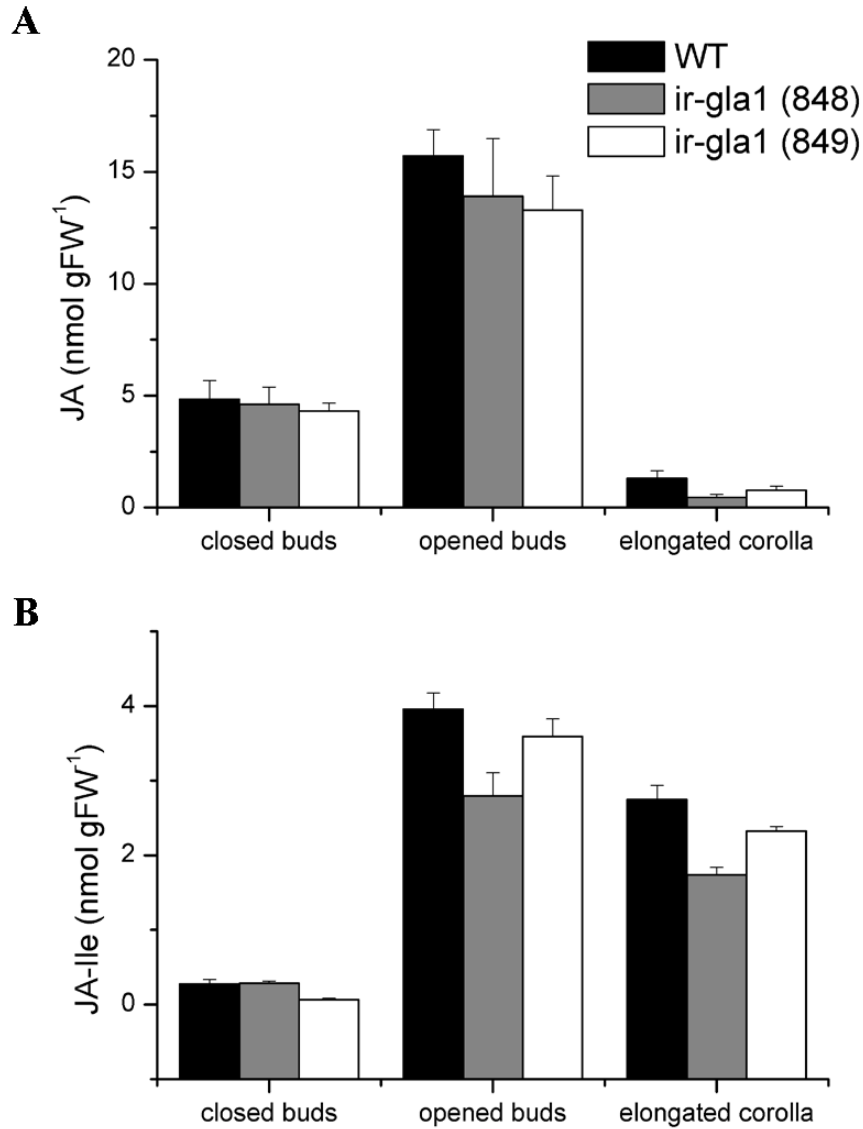 A
20
15
10
5
0
JA (nmol gFW⁻¹)
WT
ir-gla1 (848)
ir-gla1 (849)
closed buds opened buds elongated corolla
B
4
2
0
JA-Ile (nmol gFW⁻¹)
closed buds opened buds elongated corolla